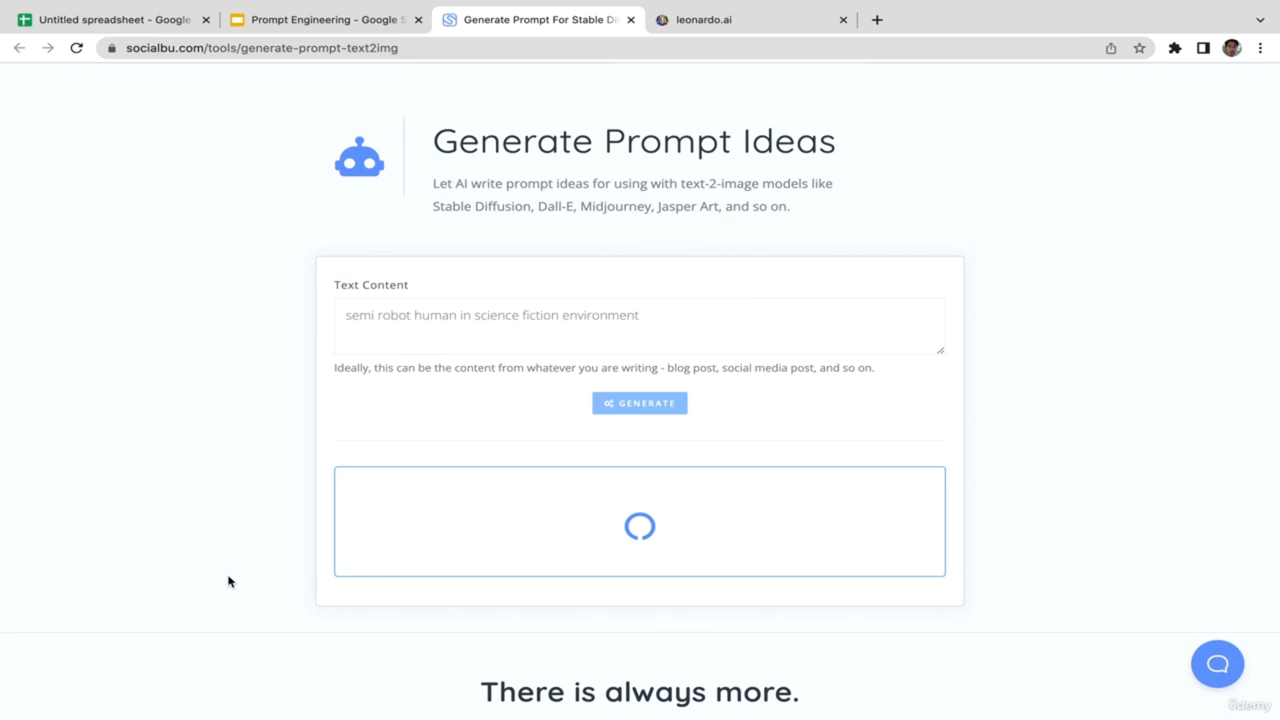 Untitled spreadsheet - Google
Prompt Engineering - Google S
Generate Prompt For Stable Di
leonardo.ai
socialbu.com/tools/generate-prompt-text2img
Generate Prompt Ideas
Let AI write prompt ideas for using with text-2-image models like
Stable Diffusion, Dall-E, Midjourney, Jasper Art, and so on.
Text Content
semi robot human in science fiction environment
Ideally, this can be the content from whatever you are writing - blog post, social media post, and so on.
GENERATE
There is always more.
ûdemy